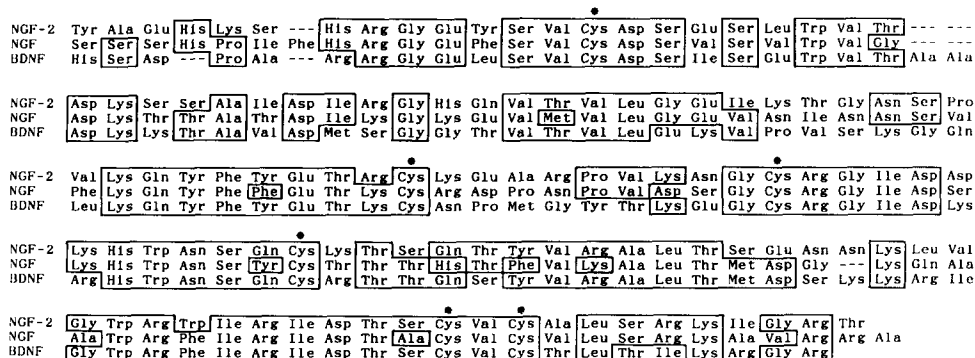 NGF-2 Tyr Ala Glu His Lys Ser --- His Arg Gly Glu Tyr Ser Val Cys Asp Ser Glu Ser Leu Trp Val Thr --- ---
NGF Ser Ser Ser His Pro Ile Phe His Arg Gly Glu Phe Ser Val Cys Asp Ser Val Ser Val Trp Val Gly --- ---
BDNF His Ser Asp --- Pro Ala --- Arg Arg Gly Glu Leu Ser Val Cys Asp Ser Ile Ser Glu Trp Val Thr Ala Ala
NGF-2 Asp Lys Ser Ser Ala Ile Asp Ile Arg Gly His Gln Val Thr Val Leu Gly Glu Ile Lys Thr Gly Asn Ser Pro
NGF Asp Lys Thr Thr Ala Thr Asp Ile Lys Gly Lys Glu Val Met Val Leu Gly Glu Val Asn Ile Asn Asn Ser Val
BDNF Asp Lys Lys Thr Ala Val Asp Met Ser Gly Gly Thr Val Thr Val Leu Glu Lys Val Pro Val Ser Lys Gly Gln
NGF-2 Val Lys Gln Tyr Phe Tyr Glu Thr Arg Cys Lys Glu Ala Arg Pro Val Lys Asn Gly Cys Arg Gly Ile Asp Asp
NGF Phe Lys Gln Tyr Phe Phe Glu Thr Lys Cys Arg Asp Pro Asn Pro Val Asp Ser Gly Cys Arg Gly Ile Asp Ser
BDNF Leu Lys Gln Tyr Phe Tyr Glu Thr Lys Cys Asn Pro Met Gly Tyr Thr Lys Glu Gly Cys Arg Gly Ile Asp Lys
NGF-2 Lys His Trp Asn Ser Gln Cys Lys Thr Ser Gln Thr Tyr Val Arg Ala Leu Thr Ser Glu Asn Asn Lys Leu Val
NGF Lys His Trp Asn Ser Tyr Cys Thr Thr Thr His Thr Phe Val Lys Ala Leu Thr Met Asp Gly --- Lys Gln Ala
BDNF Arg His Trp Asn Ser Gln Cys Arg Thr Thr Gln Ser Tyr Val Arg Ala Leu Thr Met Asp Ser Lys Lys Arg Ile
NGF-2 Gly Trp Arg Trp Ile Arg Ile Asp Thr Ser Cys Val Cys Ala Leu Ser Arg Lys Ile Gly Arg Thr
NGF Ala Trp Arg Phe Ile Arg Ile Asp Thr Ala Cys Val Cys Val Leu Ser Arg Lys Ala Val Arg Arg Ala
BDNF Gly Trp Arg Phe Ile Arg Ile Asp Thr Ser Cys Val Cys Thr Leu Thr Ile Lys Arg Gly Arg